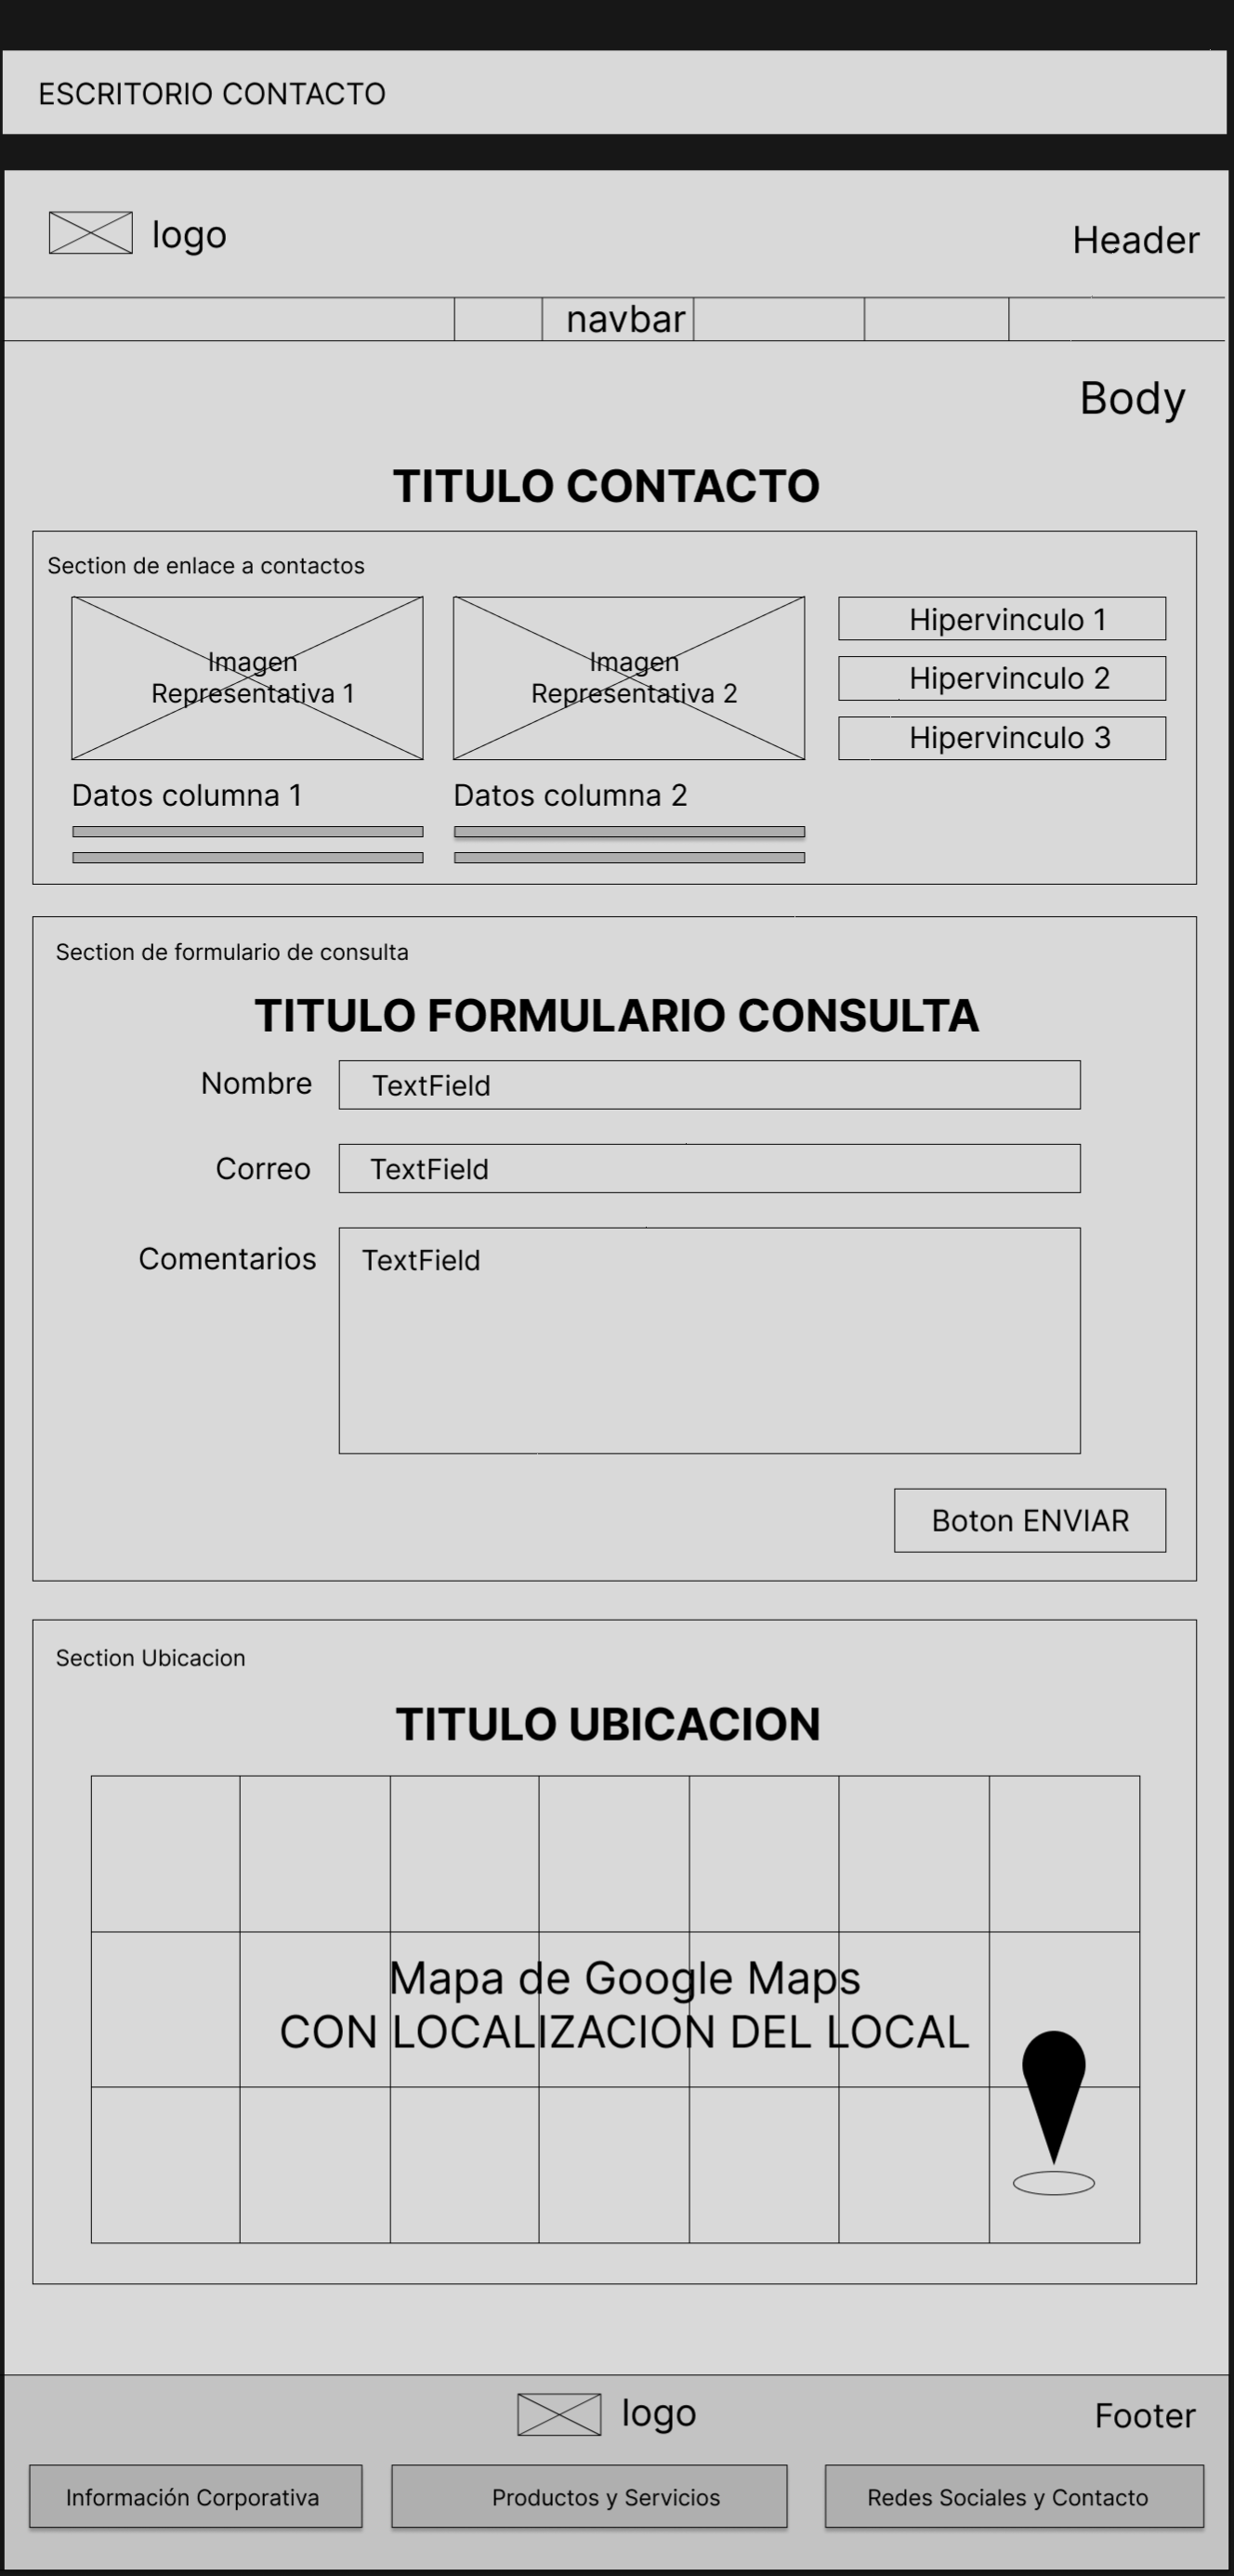 ESCRITORIO CONTACTO
logo
Header
navbar
Body
TITULO CONTACTO
Section de enlace a contactos
Imagen
Representativa 1
Imagen
Representativa 2
Hipervinculo 1
Hipervinculo 2
Hipervinculo 3
Datos columna 1
Datos columna 2
Section de formulario de consulta
TITULO FORMULARIO CONSULTA
Nombre
TextField
Correo
TextField
Comentarios
TextField
Boton ENVIAR
Section Ubicacion
TITULO UBICACION
Mapa de Google Maps
CON LOCALIZACION DEL LOCAL
logo
Footer
Información Corporativa
Productos y Servicios
Redes Sociales y Contacto